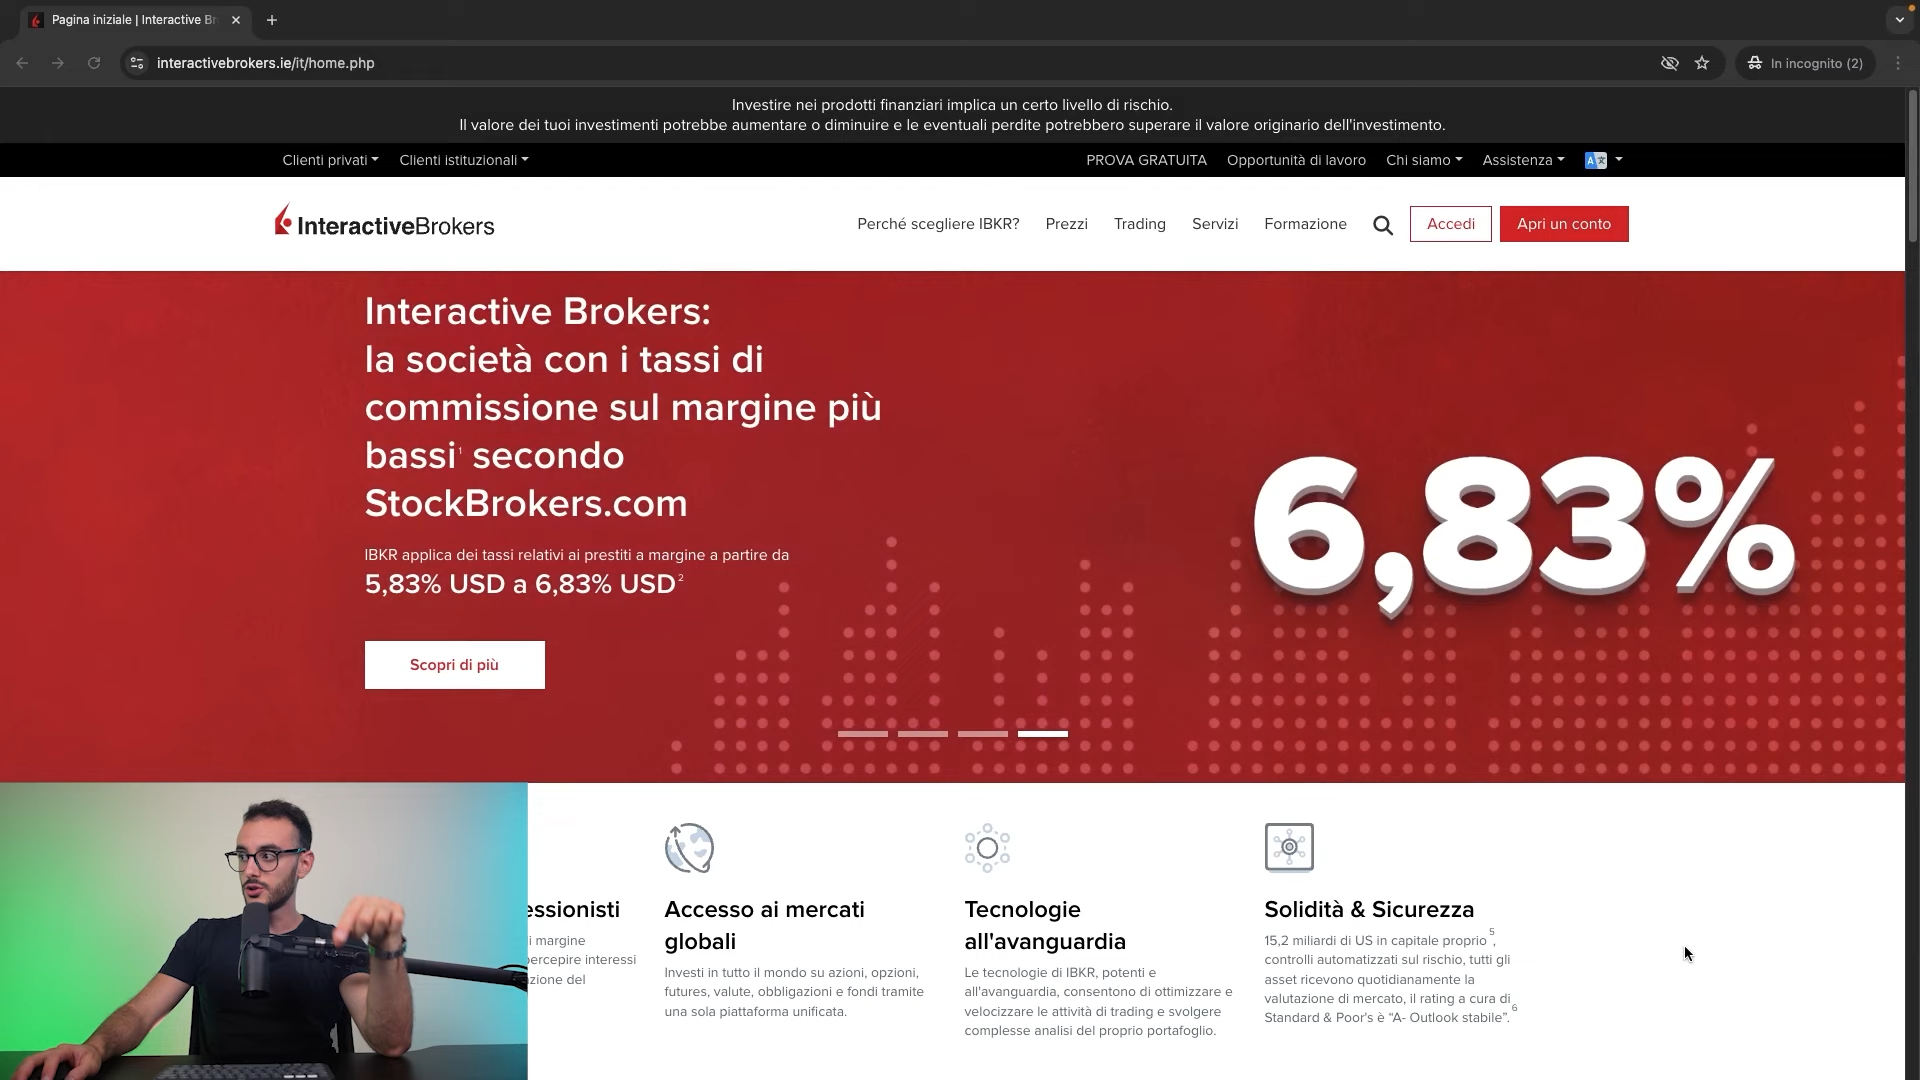 Pagina iniziale | Interactive Br
interactivebrokers.ie/it/home.php
In incognito (2)
Investire nei prodotti finanziari implica un certo livello di rischio.
Il valore dei tuoi investimenti potrebbe aumentare o diminuire e le eventuali perdite potrebbero superare il valore originario dell'investimento.
Clienti privati Clienti istituzionali PROVA GRATUITA Opportunità di lavoro Chi siamo Assistenza
InteractiveBrokers Perché scegliere IBKR? Prezzi Trading Servizi Formazione Accedi Apri un conto
Interactive Brokers:
la società con i tassi di
commissione sul margine più
bassi¹ secondo
StockBrokers.com
IBKR applica dei tassi relativi ai prestiti a margine a partire da
5,83% USD a 6,83% USD²
Scopri di più
6,83%
essionisti
i margine
percepire interessi
zione del
Accesso ai mercati
globali
Investi in tutto il mondo su azioni, opzioni,
futures, valute, obbligazioni e fondi tramite
una sola piattaforma unificata.
Tecnologie
all'avanguardia
Le tecnologie di IBKR, potenti e
all'avanguardia, consentono di ottimizzare e
velocizzare le attività di trading e svolgere
complesse analisi del proprio portafoglio.
Solidità & Sicurezza
15,2 miliardi di US in capitale proprio⁵,
controlli automatizzati sul rischio, tutti gli
asset ricevono quotidianamente la
valutazione di mercato, il rating a cura di
Standard & Poor's è “A- Outlook stabile”.⁶